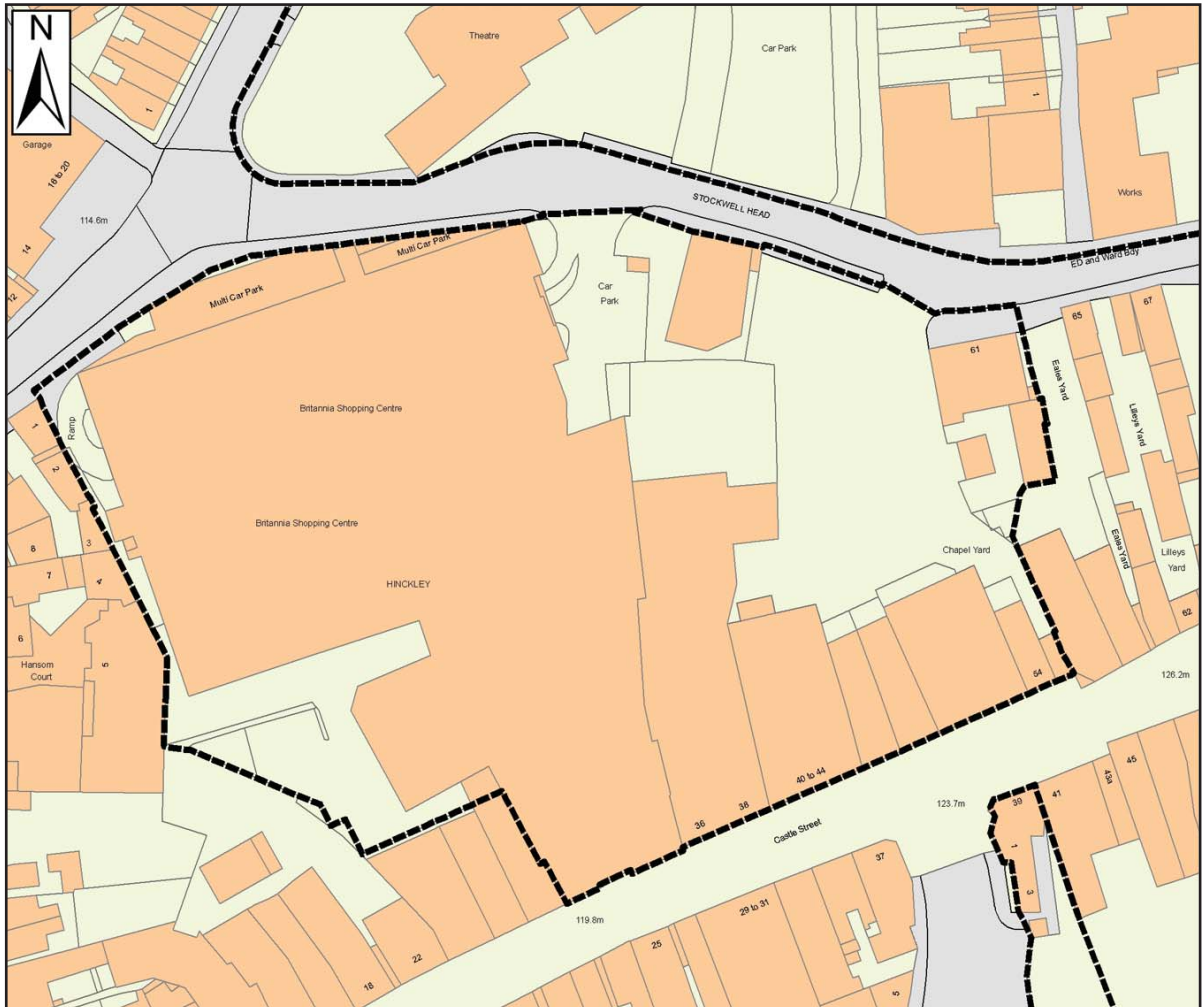 N
Theatre
Car Park
1
1
Garage
16 to 20
114.6m
14
12
Works
STOCKWELL HEAD
ED and Ward Bdy
Multi Car Park
Multi Car Park
Car
Park
61
65
67
Eales Yard
Lilleys Yard
Britannia Shopping Centre
Ramp
1
2
3
Britannia Shopping Centre
8
7
4
HINCKLEY
Chapel Yard
Eales Yard
Lilleys
Yard
62
6
Hansom
Court
5
54
126.2m
40 to 44
38
36
Castle Street
123.7m
39
41
43a
45
1
3
37
119.8m
29 to 31
25
22
18
5